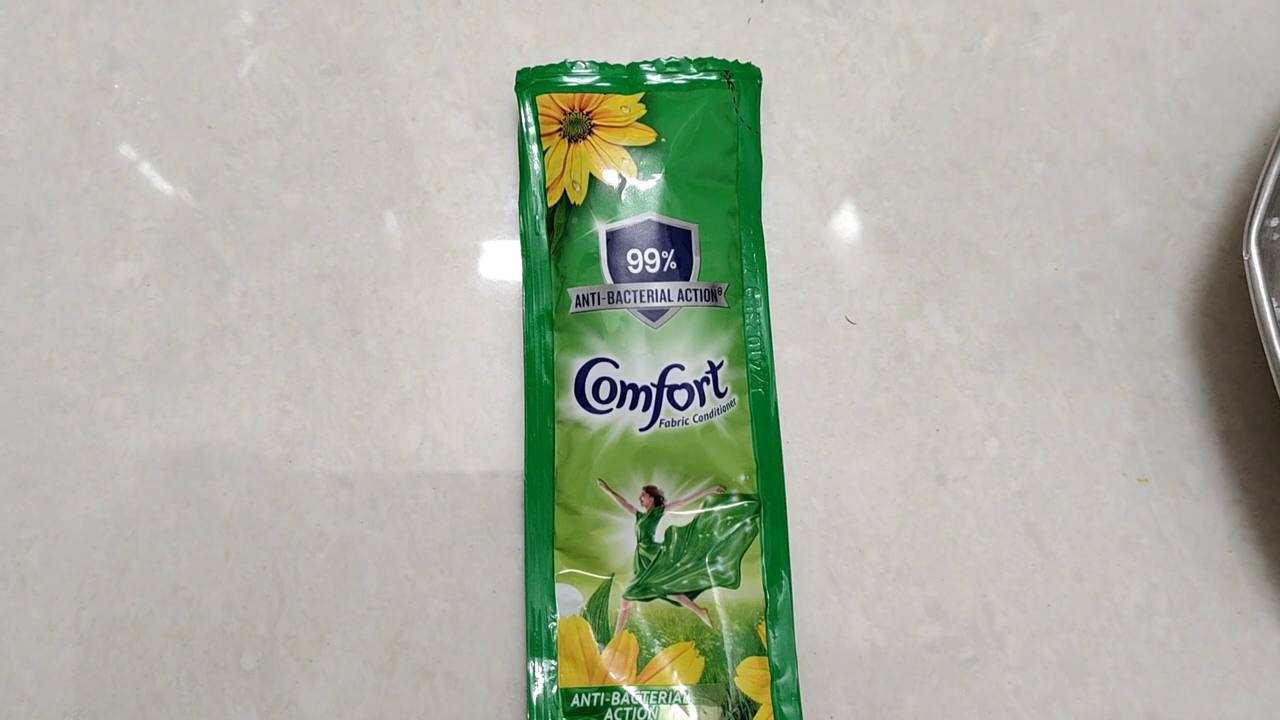 99%
ANTI-BACTERIAL ACTION
Comfort
Fabric Conditioner
ANTI-BACTERIAL
ACTION